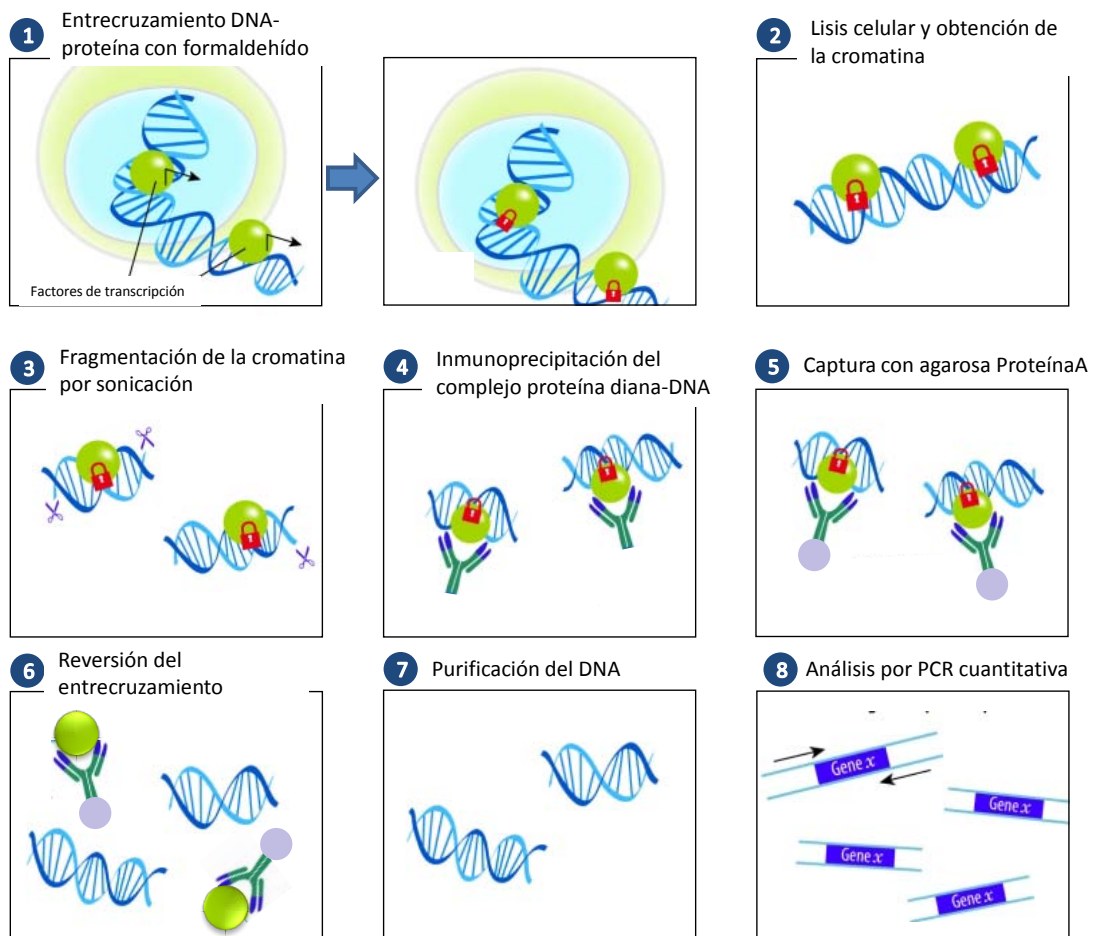 1
Entrecruzamiento DNA-
proteína con formaldehído
Factores de transcripción
2
Lisis celular y obtención de
la cromatina
3
Fragmentación de la cromatina
por sonicación
4
Inmunoprecipitación del
complejo proteína diana-DNA
5
Captura con agarosa ProteínaA
6
Reversión del
entrecruzamiento
7
Purificación del DNA
8
Análisis por PCR cuantitativa
Gene x
Gene x
Gene x
Gene x